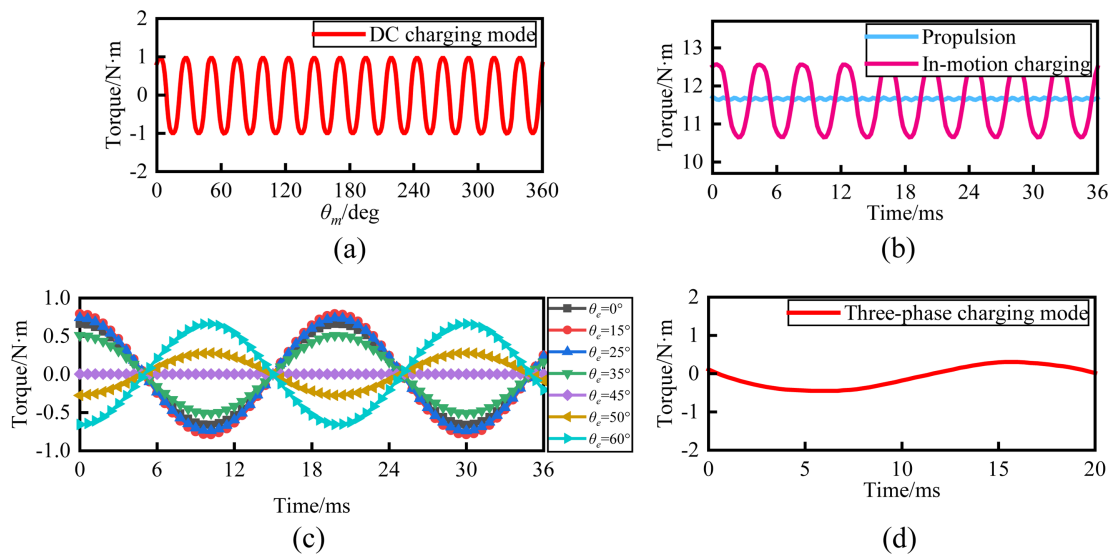 2
1
0
-1
-2
Torque/N·m
DC charging mode
0 60 120 180 240 300 360
θm/deg
(a)
13
12
11
10
Torque/N·m
Propulsion
In-motion charging
0 6 12 18 24 30 36
Time/ms
(b)
1.0
0.5
0.0
-0.5
-1.0
Torque/N·m
θe=0°
θe=15°
θe=25°
θe=35°
θe=45°
θe=50°
θe=60°
0 6 12 18 24 30 36
Time/ms
(c)
2
1
0
-1
-2
Torque/N·m
Three-phase charging mode
0 5 10 15 20
Time/ms
(d)